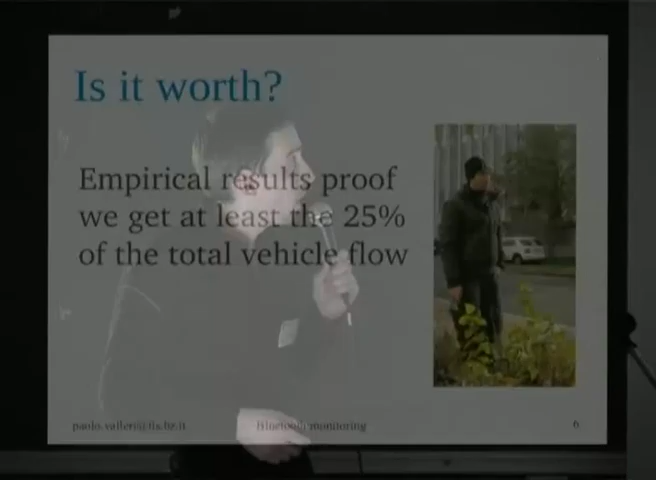 Is it worth?
Empirical results proof
we get at least the 25%
of the total vehicle flow
Bluetooth monitoring
6